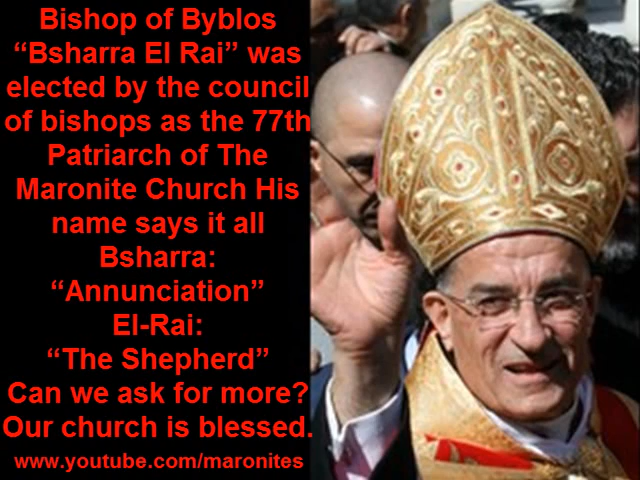 Bishop of Byblos
“Bsharra El Rai” was
elected by the council
of bishops as the 77th
Patriarch of The
Maronite Church His
name says it all
Bsharra:
“Annunciation”
El-Rai:
“The Shepherd”
Can we ask for more?
Our church is blessed.
www.youtube.com/maronites